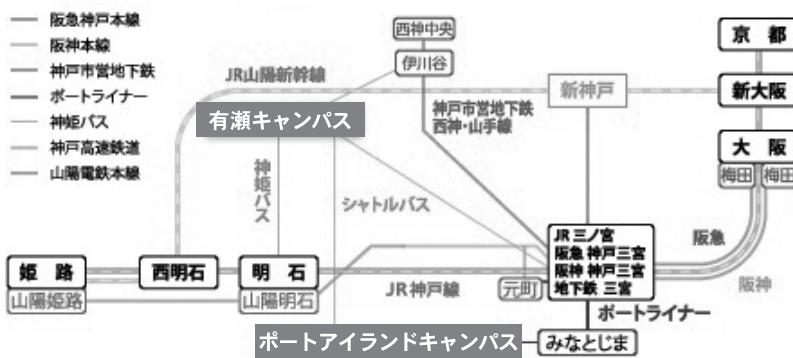 阪急神戸本線
阪神本線
神戸市営地下鉄
ポートライナー
神姫バス
神戸高速鉄道
山陽電鉄本線
西神中央
伊川谷
京都
JR山陽新幹線
新神戸
新大阪
神戸市営地下鉄
西神・山手線
有瀬キャンパス
大阪
梅田
梅田
神姫バス
シャトルバス
JR 三ノ宮
阪急 神戸三宮
阪神 神戸三宮
地下鉄 三宮
阪急
阪神
姫路
西明石
明石
山陽姫路
山陽明石
JR神戸線
元町
ポートライナー
ポートアイランドキャンパス
みなとじま